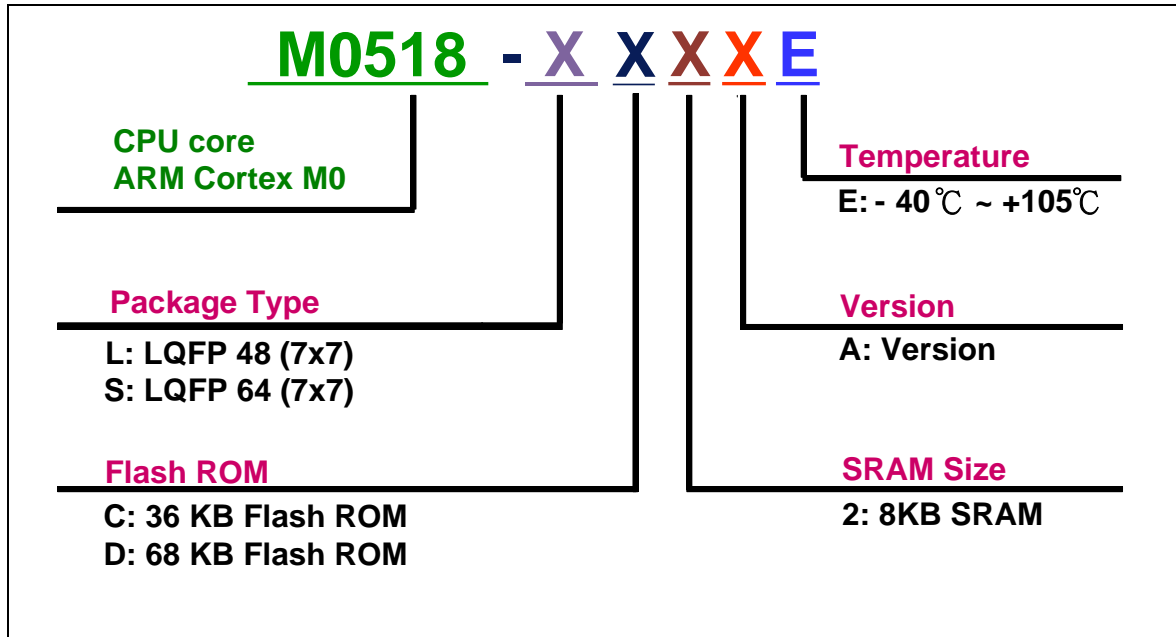 M0518 - X X X X E
CPU core
ARM Cortex M0
Temperature
E: - 40℃ ~ +105℃
Package Type
L: LQFP 48 (7x7)
S: LQFP 64 (7x7)
Version
A: Version
Flash ROM
C: 36 KB Flash ROM
D: 68 KB Flash ROM
SRAM Size
2: 8KB SRAM